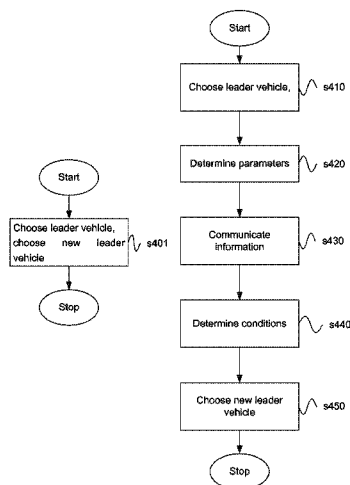 Start
Choose leader vehicle,
choose new leader
vehicle
s401
Stop
Start
Choose leader vehicle,
s410
Determine parameters
s420
Communicate
information
s430
Determine conditions
s440
Choose new leader
vehicle
s450
Stop